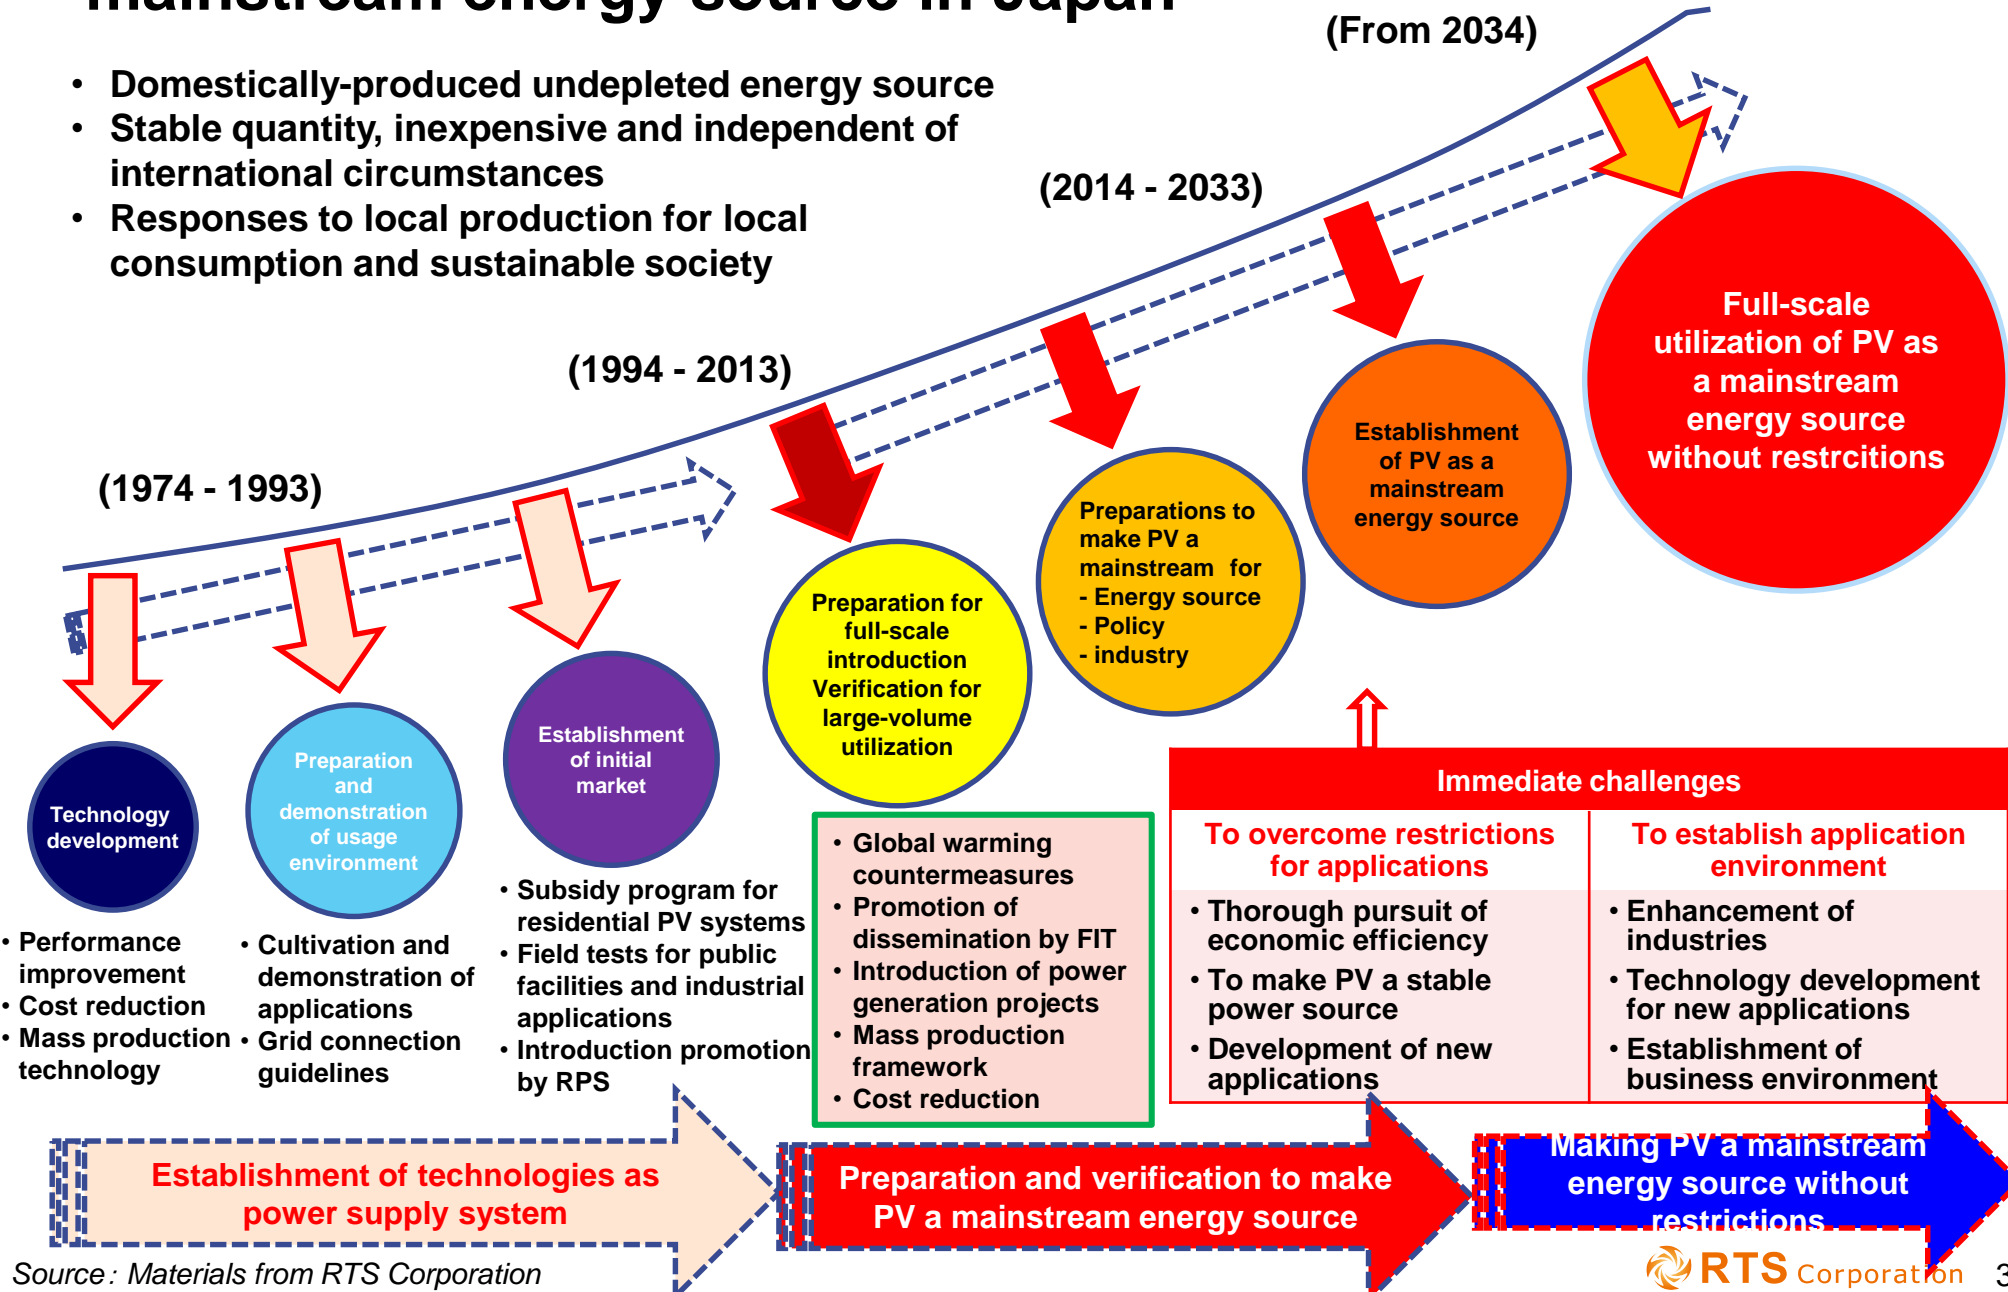 mainstream energy source in Japan
• Domestically-produced undepleted energy source
• Stable quantity, inexpensive and independent of
international circumstances
• Responses to local production for local
consumption and sustainable society
(From 2034)
(2014 - 2033)
(1994 - 2013)
(1974 - 1993)
Technology
development
Preparation
and
demonstration
of usage
environment
Establishment
of initial
market
Preparation for
full-scale
introduction
Verification for
large-volume
utilization
Preparations to
make PV a
mainstream for
- Energy source
- Policy
- industry
Establishment
of PV as a
mainstream
energy source
Full-scale
utilization of PV as
a mainstream
energy source
without restrcitions
• Performance
improvement
• Cost reduction
• Mass production
technology
• Cultivation and
demonstration of
applications
• Grid connection
guidelines
• Subsidy program for
residential PV systems
• Field tests for public
facilities and industrial
applications
• Introduction promotion
by RPS
• Global warming
countermeasures
• Promotion of
dissemination by FIT
• Introduction of power
generation projects
• Mass production
framework
• Cost reduction
Immediate challenges
To overcome restrictions
for applications
• Thorough pursuit of
economic efficiency
• To make PV a stable
power source
• Development of new
applications
To establish application
environment
• Enhancement of
industries
• Technology development
for new applications
• Establishment of
business environment
Establishment of technologies as
power supply system
Preparation and verification to make
PV a mainstream energy source
Making PV a mainstream
energy source without
restrictions
Source: Materials from RTS Corporation
RTS Corporation
3